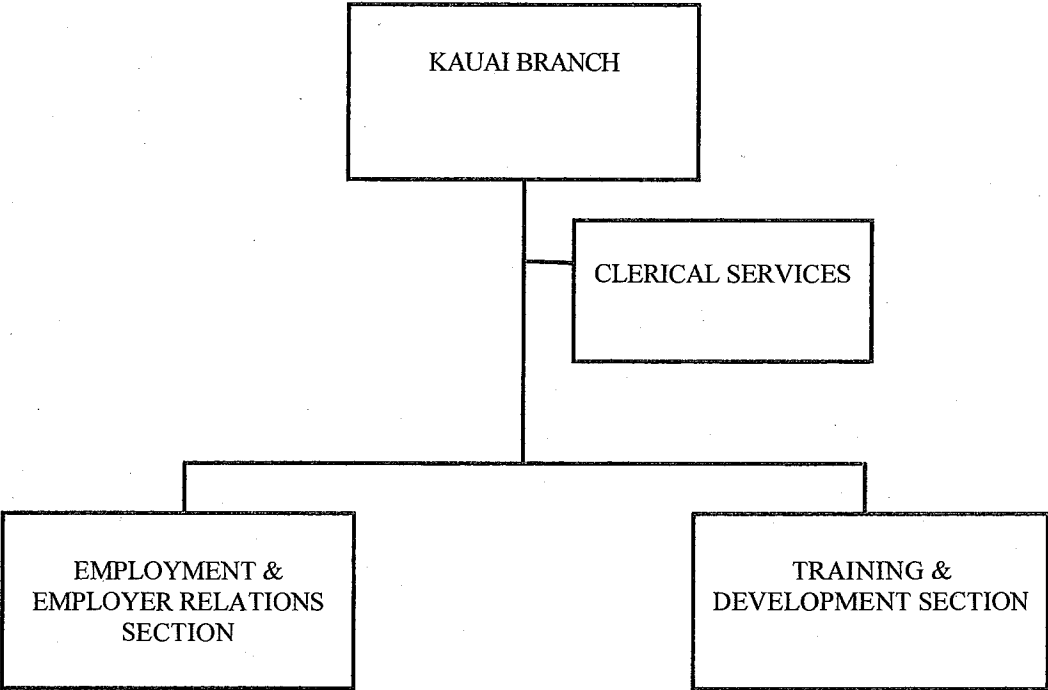 KAUAI BRANCH
CLERICAL SERVICES
EMPLOYMENT &
EMPLOYER RELATIONS
SECTION
TRAINING &
DEVELOPMENT SECTION